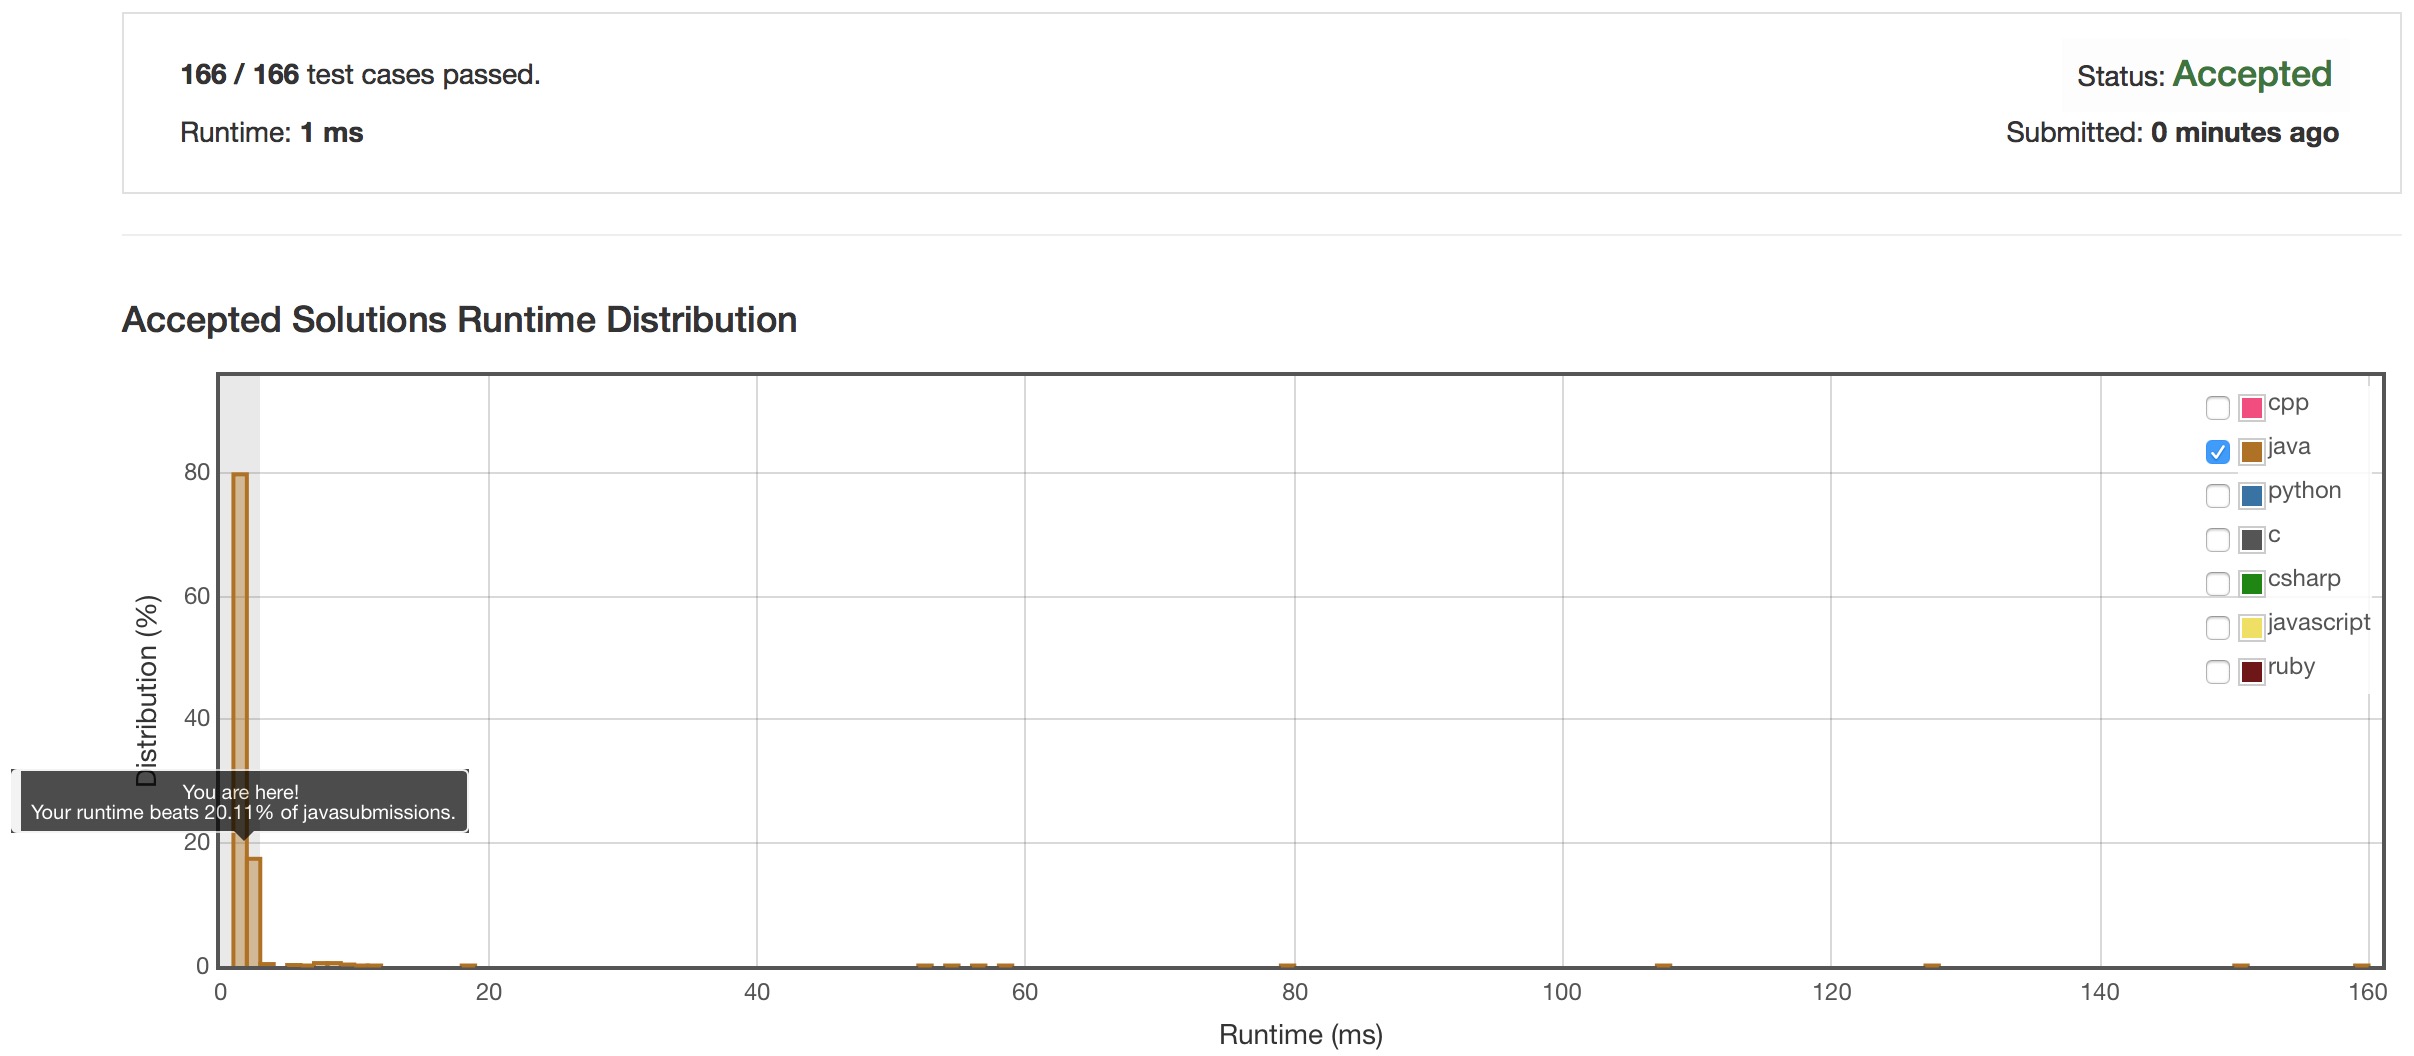 166 / 166 test cases passed.
Status: Accepted
Runtime: 1 ms
Submitted: 0 minutes ago
Accepted Solutions Runtime Distribution
cpp
java
python
c
csharp
javascript
ruby
80
60
40
20
0
Distribution (%)
You are here!
Your runtime beats 20.11% of javasubmissions.
0 20 40 60 80 100 120 140 160
Runtime (ms)